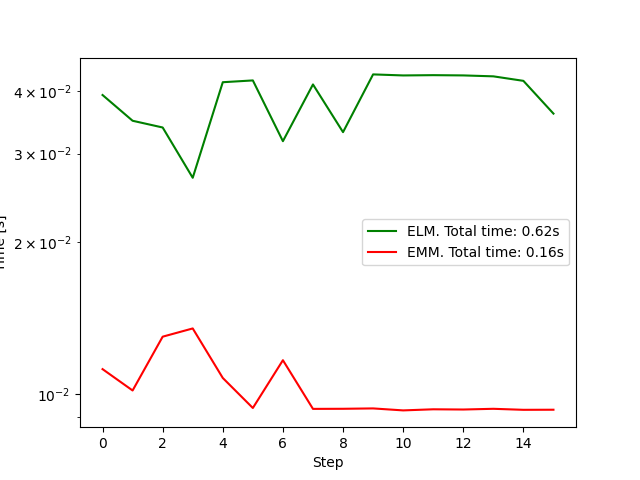 4 × 10⁻²
3 × 10⁻²
2 × 10⁻²
10⁻²
ELM. Total time: 0.62s
EMM. Total time: 0.16s
0 2 4 6 8 10 12 14
Step